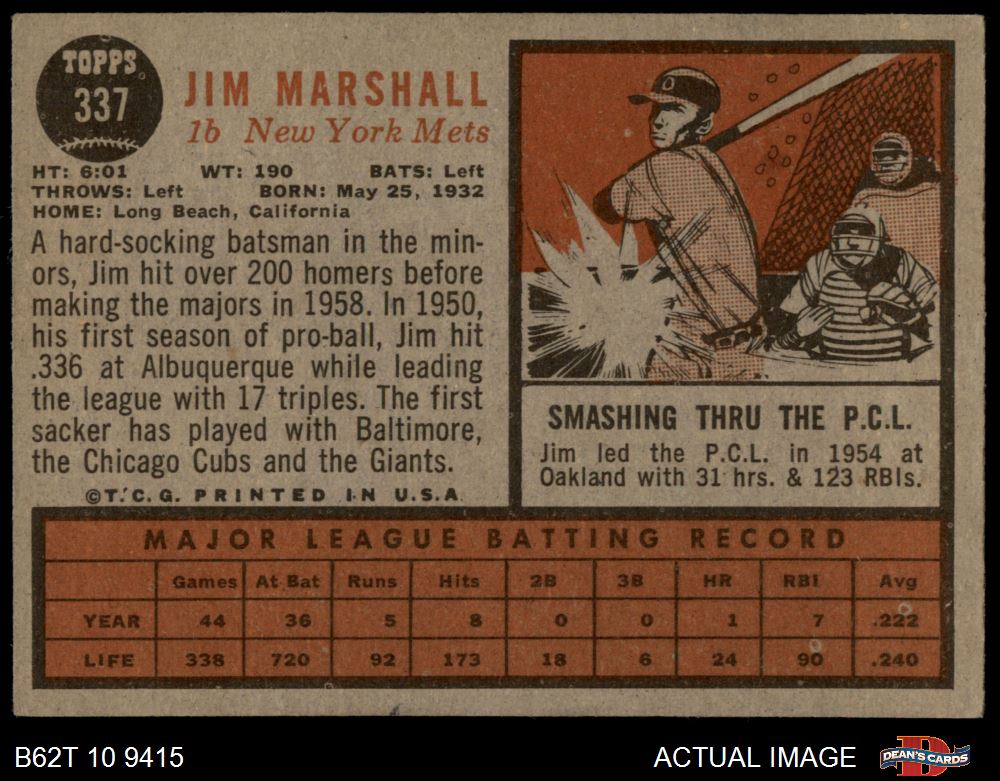 TOPPS
337
JIM MARSHALL
1b New York Mets
HT: 6:01 WT: 190 BATS: Left
THROWS: Left BORN: May 25, 1932
HOME: Long Beach, California
A hard-socking batsman in the min-
ors, Jim hit over 200 homers before
making the majors in 1958. In 1950,
his first season of pro-ball, Jim hit
.336 at Albuquerque while leading
the league with 17 triples. The first
sacker has played with Baltimore,
the Chicago Cubs and the Giants.
©T.C.G. PRINTED IN U.S.A.
O
SMASHING THRU THE P.C.L.
Jim led the P.C.L. in 1954 at
Oakland with 31 hrs. & 123 RBIs.
MAJOR LEAGUE BATTING RECORD
Games At Bat Runs Hits 2B 3B HR RBI Avg
YEAR 44 36 5 8 0 0 1 7 .222
LIFE 338 720 92 173 18 6 24 90 .240
B62T 10 9415
ACTUAL IMAGE
DEAN'S CARDS